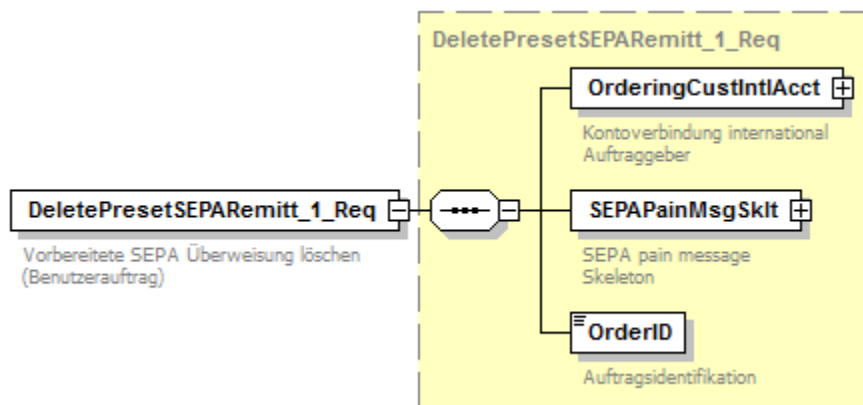 DeletePresetSEPARemitt_1_Req
OrderingCustIntlAcct
Kontoverbindung international
Auftraggeber
DeletePresetSEPARemitt_1_Req
Vorbereitete SEPA Überweisung löschen
(Benutzerauftrag)
SEPAPainMsgSklt
SEPA pain message
Skeleton
OrderID
Auftragsidentifikation